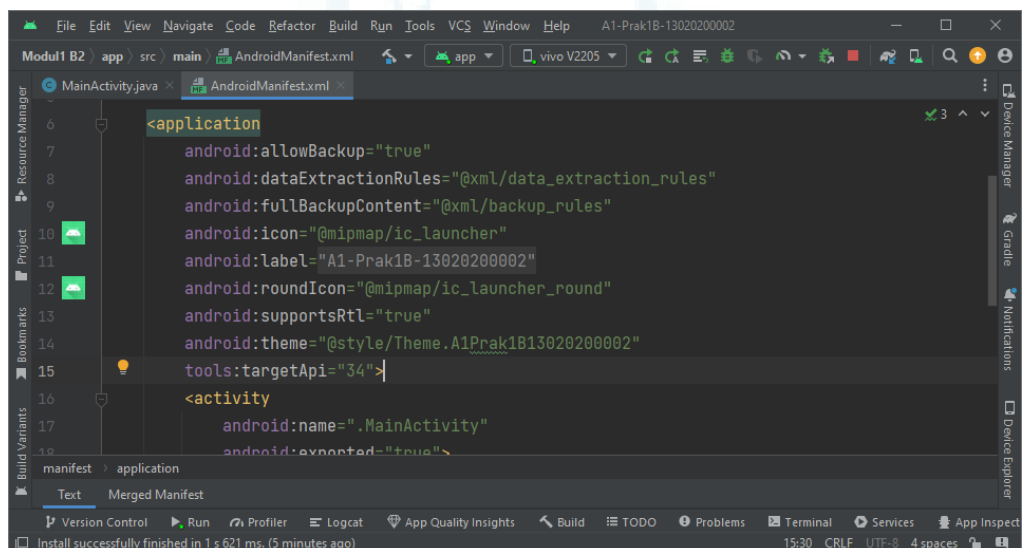 File Edit View Navigate Code Refactor Build Run Tools VCS Window Help A1-Prak1B-13020200002
Modul1 B2 app src main AndroidManifest.xml app vivo V2205
MainActivity.java AndroidManifest.xml
6 <application
3
7 android:allowBackup="true"
8 android:dataExtractionRules="@xml/data_extraction_rules"
9 android:fullBackupContent="@xml/backup_rules"
10 android:icon="@mipmap/ic_launcher"
11 android:label="A1-Prak1B-13020200002"
12 android:roundIcon="@mipmap/ic_launcher_round"
13 android:supportsRtl="true"
14 android:theme="@style/Theme.A1Prak1B13020200002"
15 tools:targetApi="34">
16 <activity
17 android:name=".MainActivity"
18 android:exported="true">
Resource Manager
Project
Bookmarks
Build Variants
Device Manager
Gradle
Notifications
Device Explorer
manifest application
Text Merged Manifest
Version Control Run Profiler Logcat App Quality Insights Build TODO Problems Terminal Services App Inspect
Install successfully finished in 1 s 621 ms. (5 minutes ago) 15:30 CRLF UTF-8 4 spaces